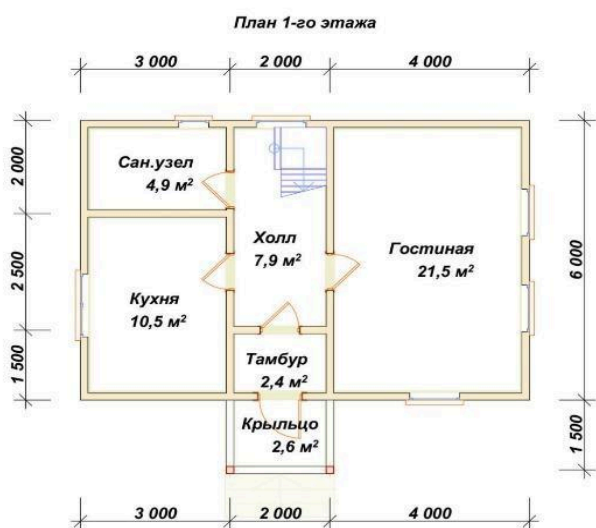 План 1-го этажа
3 000 2 000 4 000
2 000
2 500
1 500
Сан.узел
4,9 м²
Холл
7,9 м²
Гостиная
21,5 м²
Кухня
10,5 м²
Тамбур
2,4 м²
Крыльцо
2,6 м²
6 000
1 500
3 000 2 000 4 000